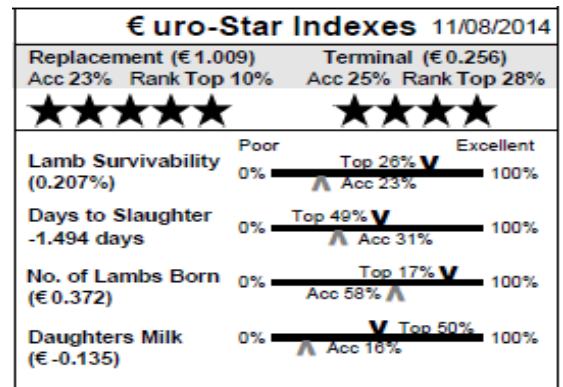 €uro-Star Indexes 11/08/2014
Replacement (€1.009) Terminal (€0.256)
Acc 23% Rank Top 10% Acc 25% Rank Top 28%
Poor Excellent
Lamb Survivability (0.207%) 0% Top 26% Acc 23% 100%
Days to Slaughter -1.494 days 0% Top 49% Acc 31% 100%
No. of Lambs Born (€0.372) 0% Top 17% Acc 58% 100%
Daughters Milk (€-0.135) 0% Top 50% Acc 16% 100%